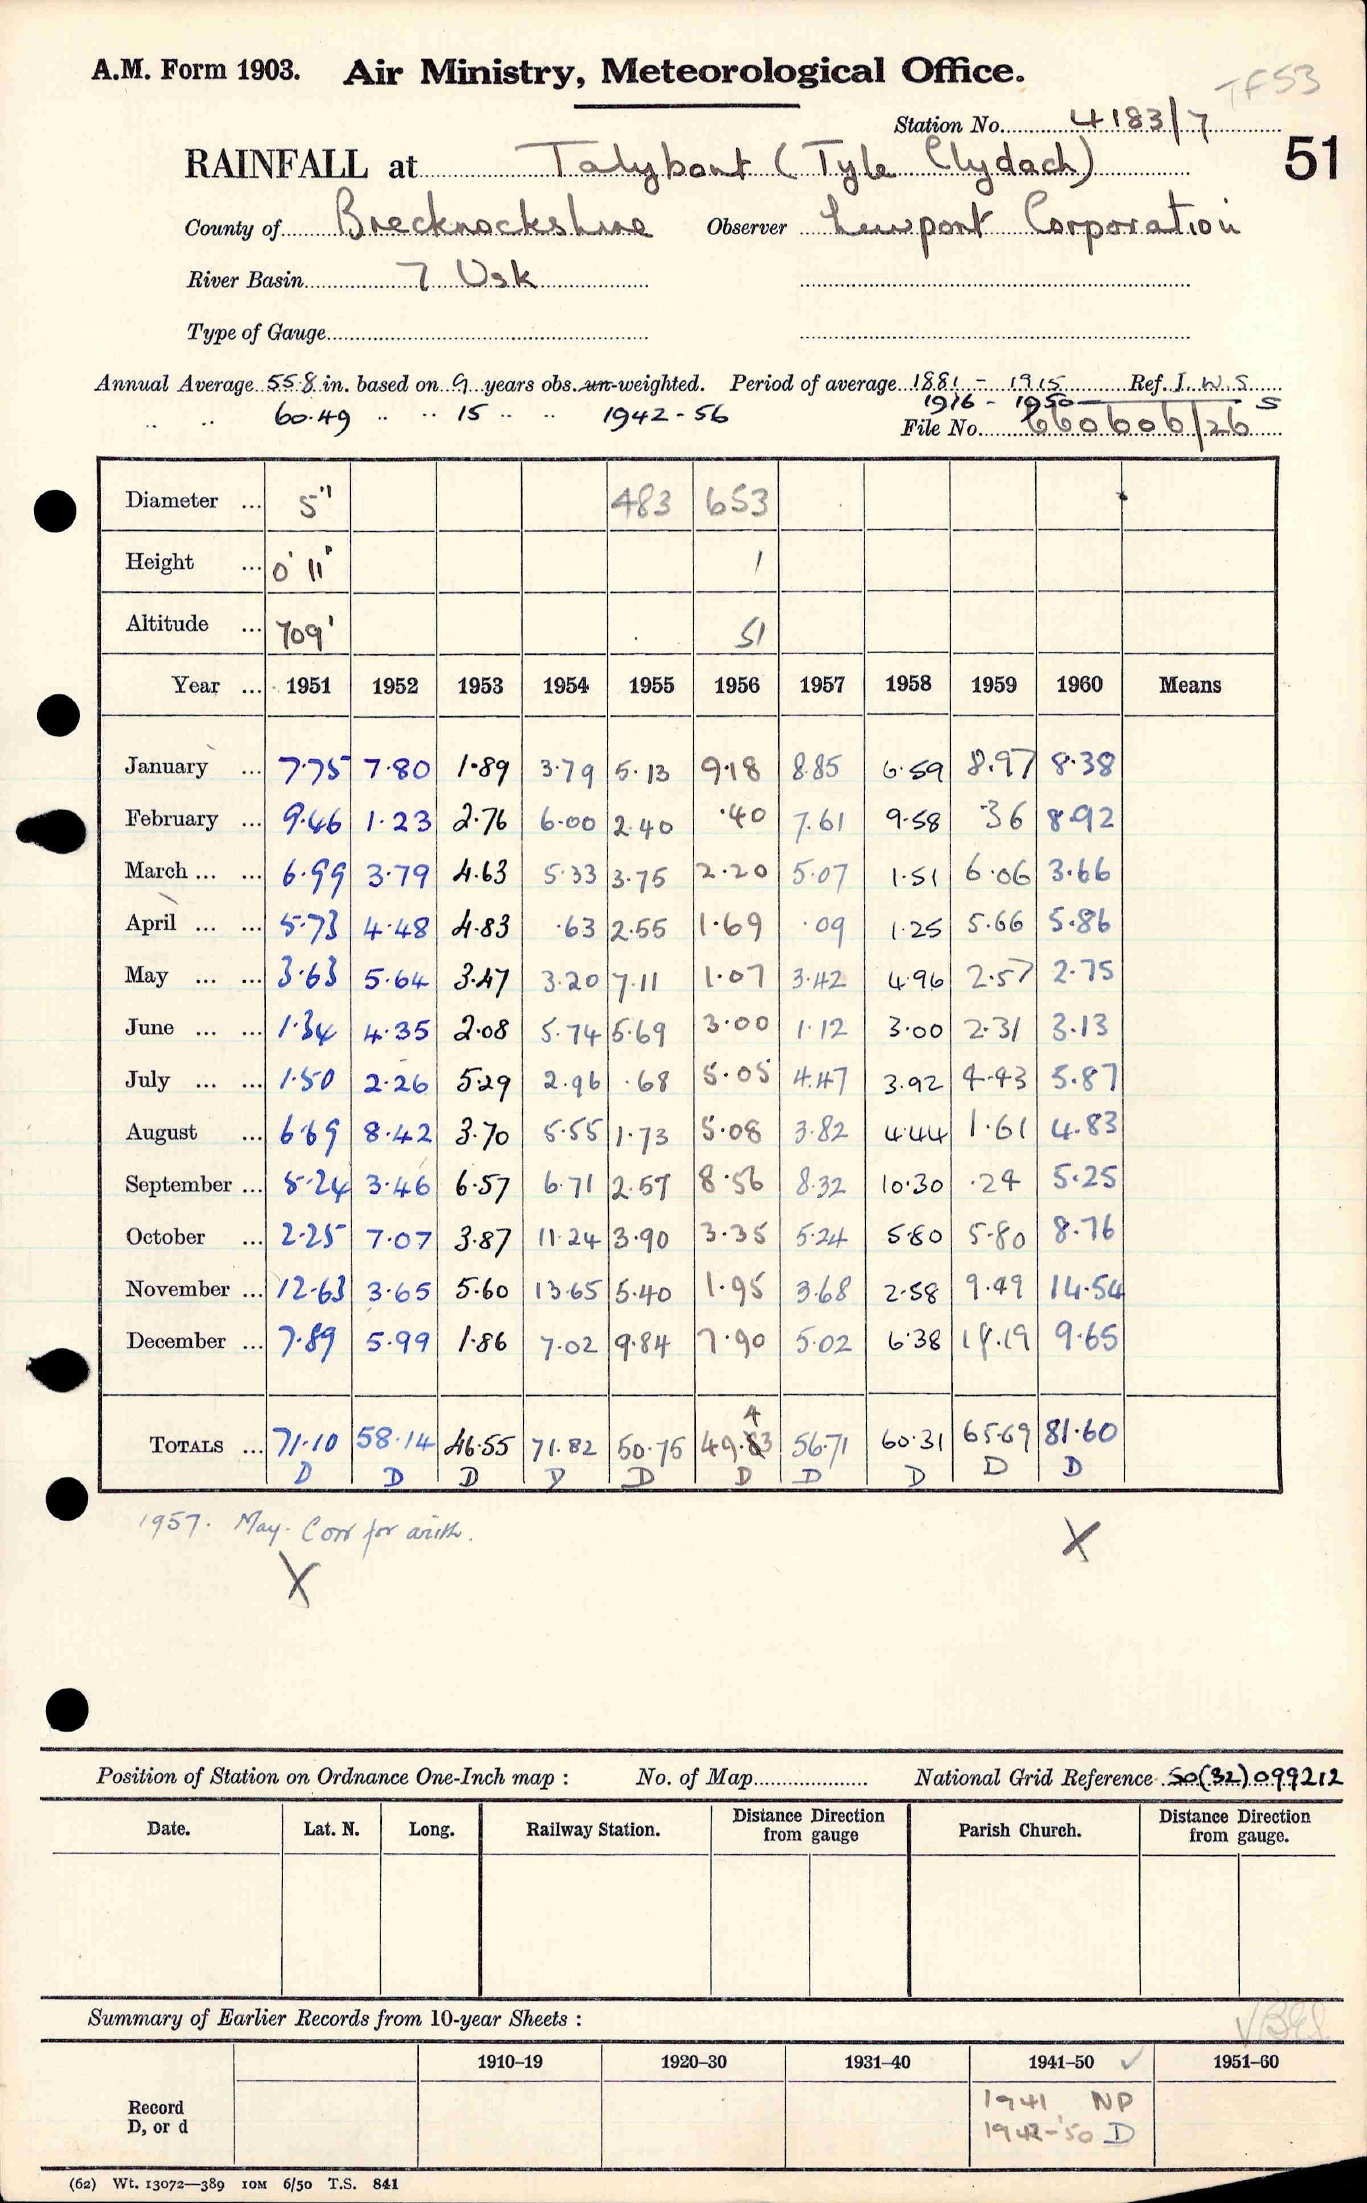 TF53
A.M. Form 1903. Air Ministry, Meteorological Office.
Station No. 4183/7
51
RAINFALL at Talybont (Tyle Clydach)
County of Brecknockshire Observer Newport Corporation
River Basin 7 Usk
Type of Gauge
Annual Average 55.8 in. based on 9 years obs. un-weighted. Period of average 1881 - 1915 Ref. I.W.S
1916 - 1950 S
" " 60.49 " " 15 " " 1942-56 File No. 660606/26
Diameter ... 5" 483 653
Height ... 0' 11" 1
Altitude ... 709' 51
Year ... 1951 1952 1953 1954 1955 1956 1957 1958 1959 1960 Means
January ... 7.75 7.80 1.89 3.79 5.13 9.18 8.85 6.59 8.97 8.38
February ... 9.46 1.23 2.76 6.00 2.40 .40 7.61 9.58 .36 8.92
March ... ... 6.99 3.79 4.63 5.33 3.75 2.20 5.07 1.51 6.06 3.66
April ... ... 5.73 4.48 4.83 .63 2.55 1.69 .09 1.25 5.66 5.86
May ... ... 3.63 5.64 3.47 3.20 7.11 1.07 3.42 4.96 2.57 2.75
June ... ... 1.34 4.35 2.08 5.74 5.69 3.00 1.12 3.00 2.31 3.13
July ... ... 1.50 2.26 5.29 2.96 .68 5.05 4.47 3.92 4.43 5.87
August ... 6.69 8.42 3.70 5.55 1.73 5.08 3.82 4.44 1.61 4.83
September ... 5.24 3.46 6.57 6.71 2.57 8.56 8.32 10.30 .24 5.25
October ... 2.25 7.07 3.87 11.24 3.90 3.35 5.24 5.80 5.80 8.76
November ... 12.63 3.65 5.60 13.65 5.40 1.95 3.68 2.58 9.49 14.54
December ... 7.89 5.99 1.86 7.02 9.84 7.90 5.02 6.38 18.19 9.65
4
TOTALS ... 71.10 58.14 46.55 71.82 50.75 49.83 56.71 60.31 65.69 81.60
D D D D D D D D D D
1957. May. Corr for arith.
X X
Position of Station on Ordnance One-Inch map : No. of Map National Grid Reference SO(32)099212
Date. Lat. N. Long. Railway Station. Distance from gauge Direction Parish Church. Distance from gauge. Direction
Summary of Earlier Records from 10-year Sheets :
1910–19 1920–30 1931–40 1941–50 ✓ 1951–60
Record 1941 NP
D, or d 1942-'50 D
(62) Wt. 13072—389 10M 6/50 T.S. 841